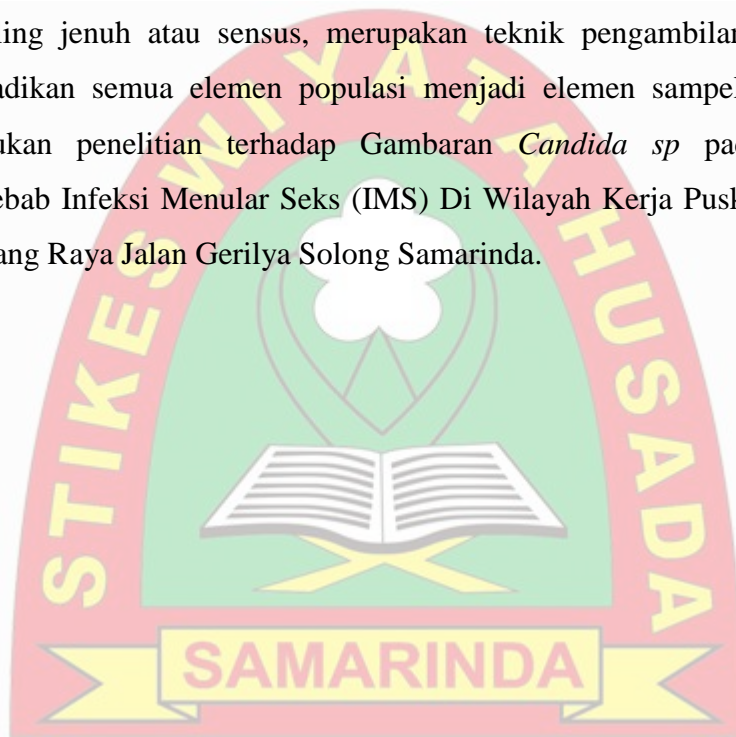 ling jenuh atau sensus, merupakan teknik pengambilan
adikan semua elemen populasi menjadi elemen sampel
ukan penelitian terhadap Gambaran Candida sp pa
ebab Infeksi Menular Seks (IMS) Di Wilayah Kerja Pusk
ang Raya Jalan Gerilya Solong Samarinda.
STIKES WIYATA HUSADA
SAMARINDA